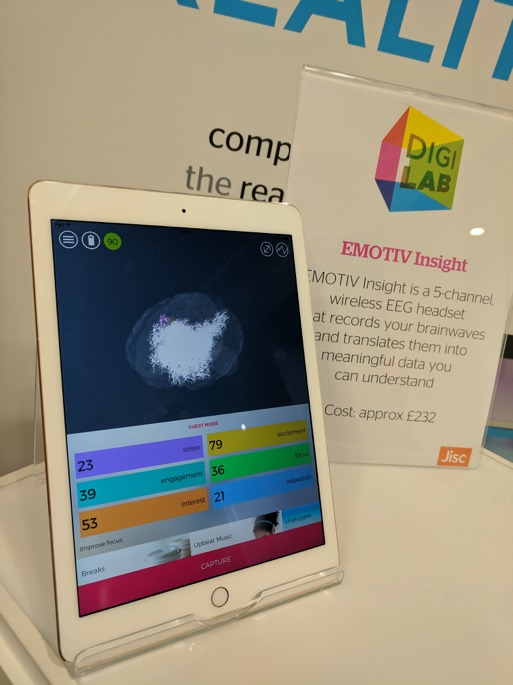 REALIT
comp
the rea
DIGI
LAB
EMOTIV Insight
EMOTIV Insight is a 5-channel,
wireless EEG headset
at records your brainwaves
and translates them into
meaningful data you
can understand
Cost: approx £232
Jisc
90
GUEST MODE
23 stress
79 excitement
39 engagement
36 focus
53 interest
21 relaxation
Improve focus
Breaks
Upbeat Music
Unplugged
CAPTURE